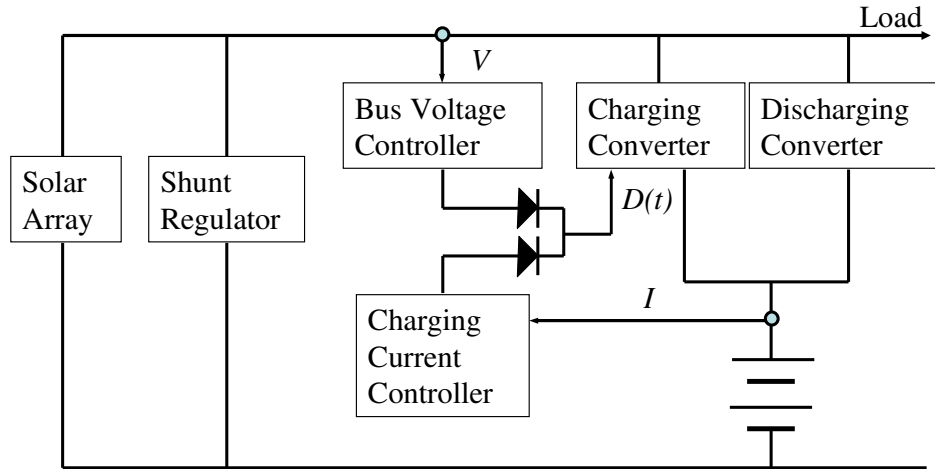 Load
V
Bus Voltage
Controller
Charging
Converter
Discharging
Converter
Solar
Array
Shunt
Regulator
D(t)
I
Charging
Current
Controller